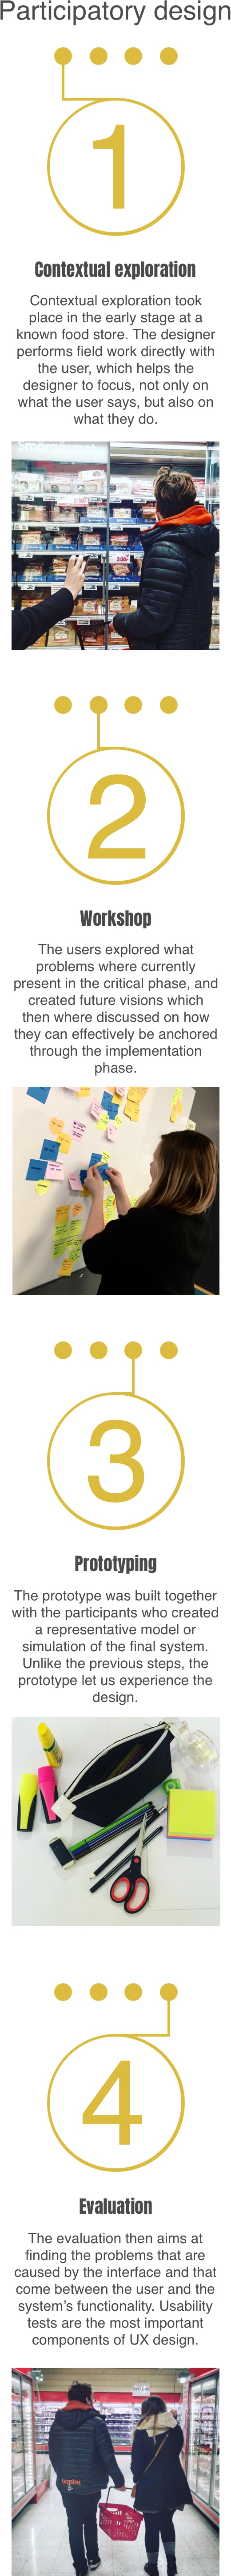 Participatory design
1
Contextual exploration
Contextual exploration took
place in the early stage at a
known food store. The designer
performs field work directly with
the user, which helps the
designer to focus, not only on
what the user says, but also on
what they do.
2
Workshop
The users explored what
problems where currently
present in the critical phase, and
created future visions which
then where discussed on how
they can effectively be anchored
through the implementation
phase.
3
Prototyping
The prototype was built together
with the participants who created
a representative model or
simulation of the final system.
Unlike the previous steps, the
prototype let us experience the
design.
4
Evaluation
The evaluation then aims at
finding the problems that are
caused by the interface and that
come between the user and the
system's functionality. Usability
tests are the most important
components of UX design.